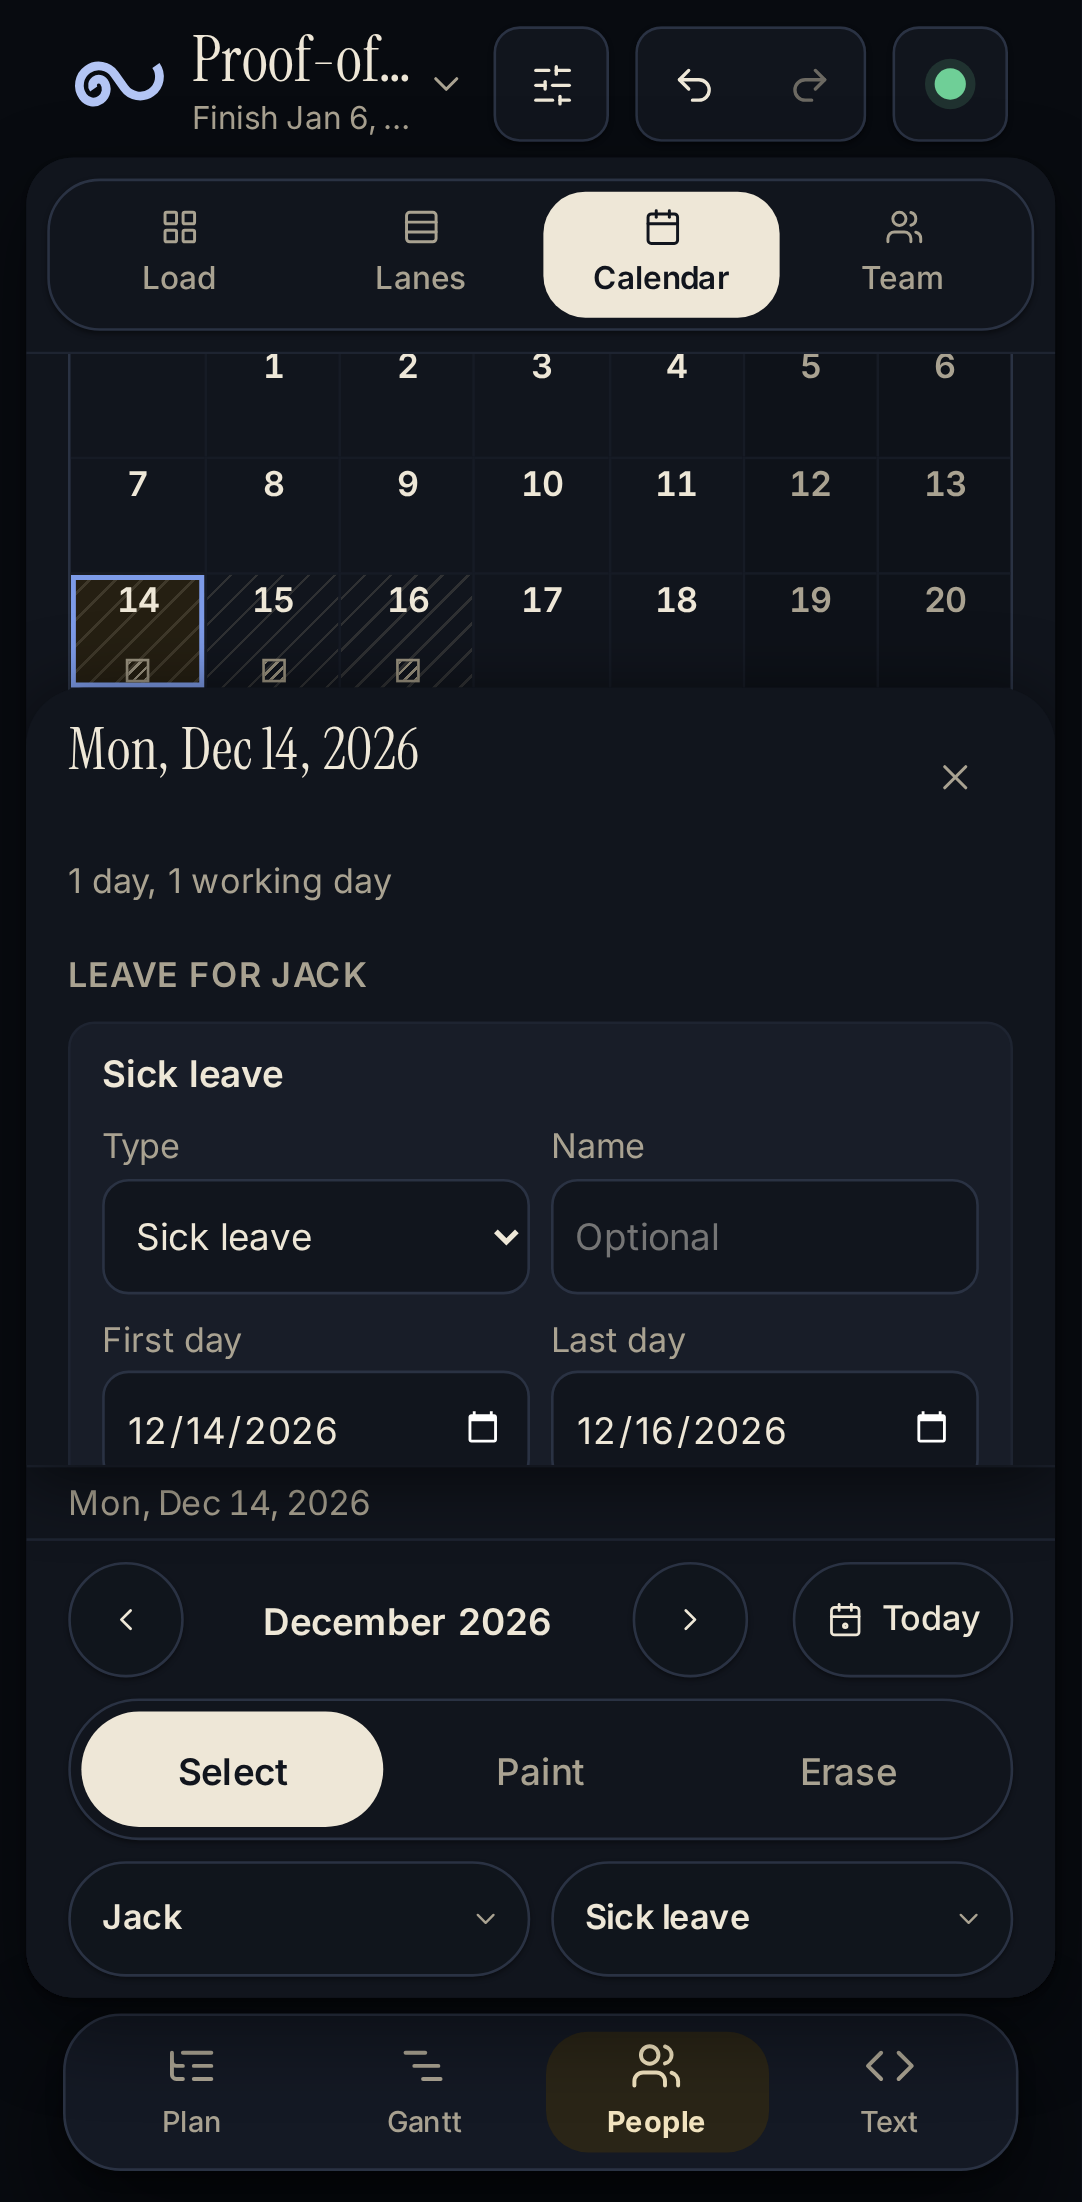 Proof-of...
Finish Jan 6, ...
Load Lanes Calendar Team
1 2 3 4 5 6
7 8 9 10 11 12 13
14 15 16 17 18 19 20
Mon, Dec 14, 2026
1 day, 1 working day
LEAVE FOR JACK
Sick leave
Type Name
Sick leave Optional
First day Last day
12/14/2026 12/16/2026
Mon, Dec 14, 2026
December 2026 Today
Select Paint Erase
Jack Sick leave
Plan Gantt People Text